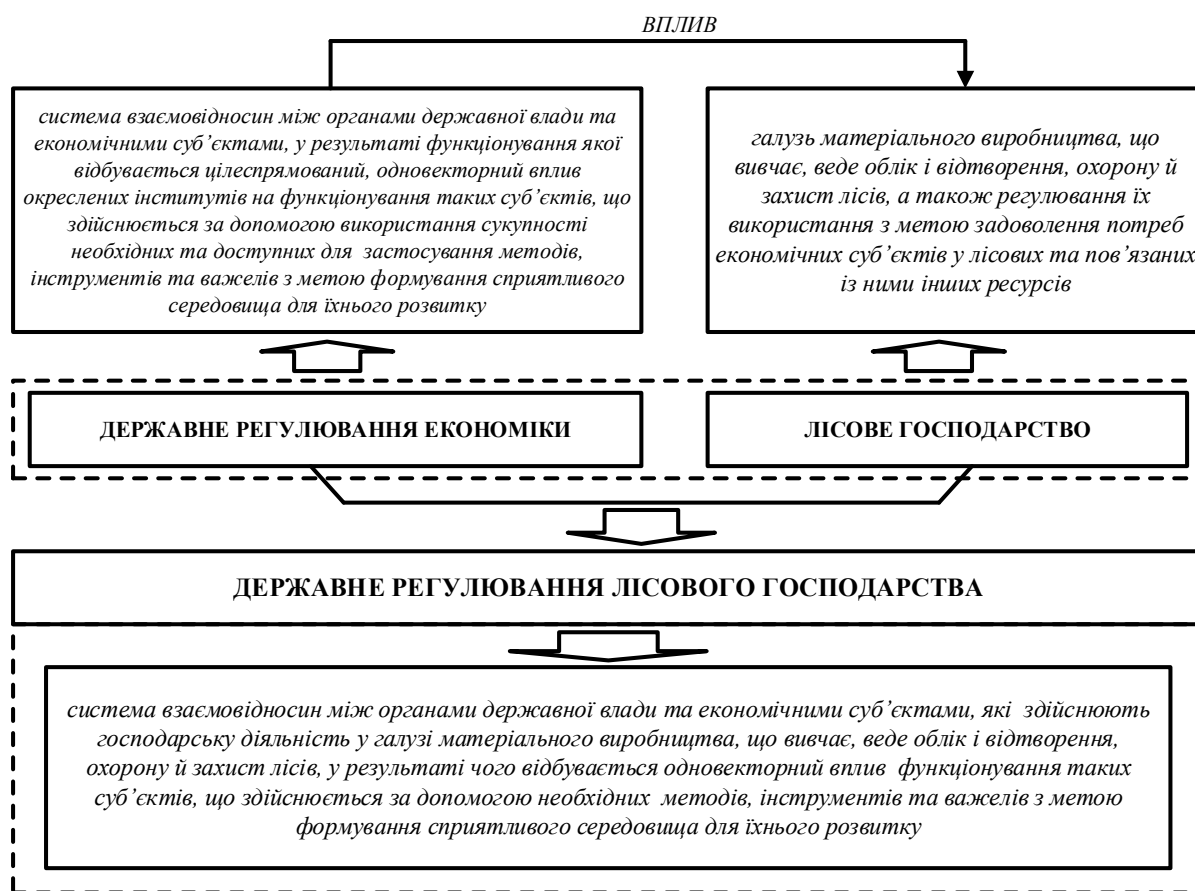 ВПЛИВ
система взаємовідносин між органами державної влади та
економічними суб’єктами, у результаті функціонування якої
відбувається цілеспрямований, одновекторний вплив
окреслених інститутів на функціонування таких суб’єктів, що
здійснюється за допомогою використання сукупності
необхідних та доступних для застосування методів,
інструментів та важелів з метою формування сприятливого
середовища для їхнього розвитку
галузь матеріального виробництва, що
вивчає, веде облік і відтворення, охорону й
захист лісів, а також регулювання їх
використання з метою задоволення потреб
економічних суб’єктів у лісових та пов’язаних
із ними інших ресурсів
ДЕРЖАВНЕ РЕГУЛЮВАННЯ ЕКОНОМІКИ
ЛІСОВЕ ГОСПОДАРСТВО
ДЕРЖАВНЕ РЕГУЛЮВАННЯ ЛІСОВОГО ГОСПОДАРСТВА
система взаємовідносин між органами державної влади та економічними суб’єктами, які здійснюють
господарську діяльність у галузі матеріального виробництва, що вивчає, веде облік і відтворення,
охорону й захист лісів, у результаті чого відбувається одновекторний вплив функціонування таких
суб’єктів, що здійснюється за допомогою необхідних методів, інструментів та важелів з метою
формування сприятливого середовища для їхнього розвитку